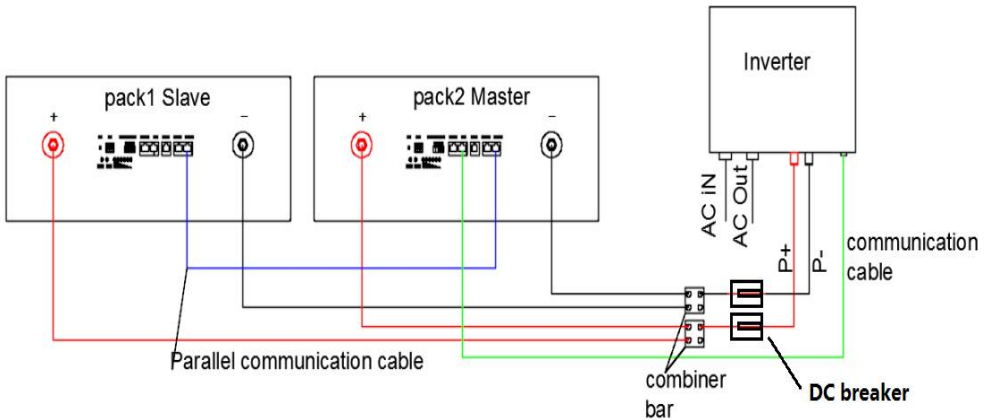 Inverter
pack1 Slave
pack2 Master
+
−
+
−
AC iN
AC Out
P+
P-
communication
cable
Parallel communication cable
combiner
bar
DC breaker